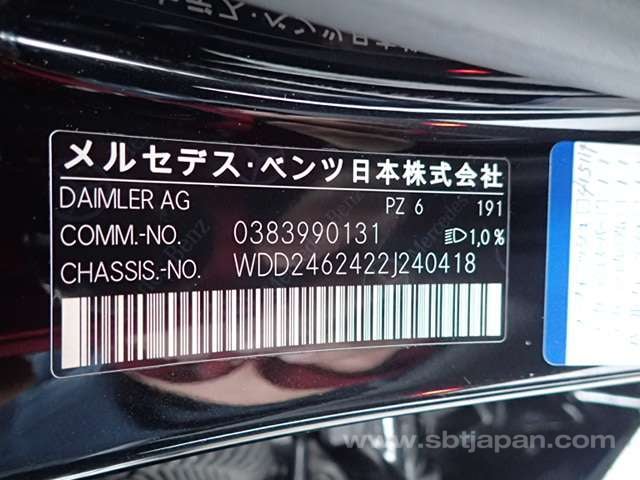 メルセデス・ベンツ日本株式会社
DAIMLER AG PZ 6 191
COMM.-NO. 0383990131 1,0%
CHASSIS.-NO. WDD2462422J240418
www.sbtjapan.com